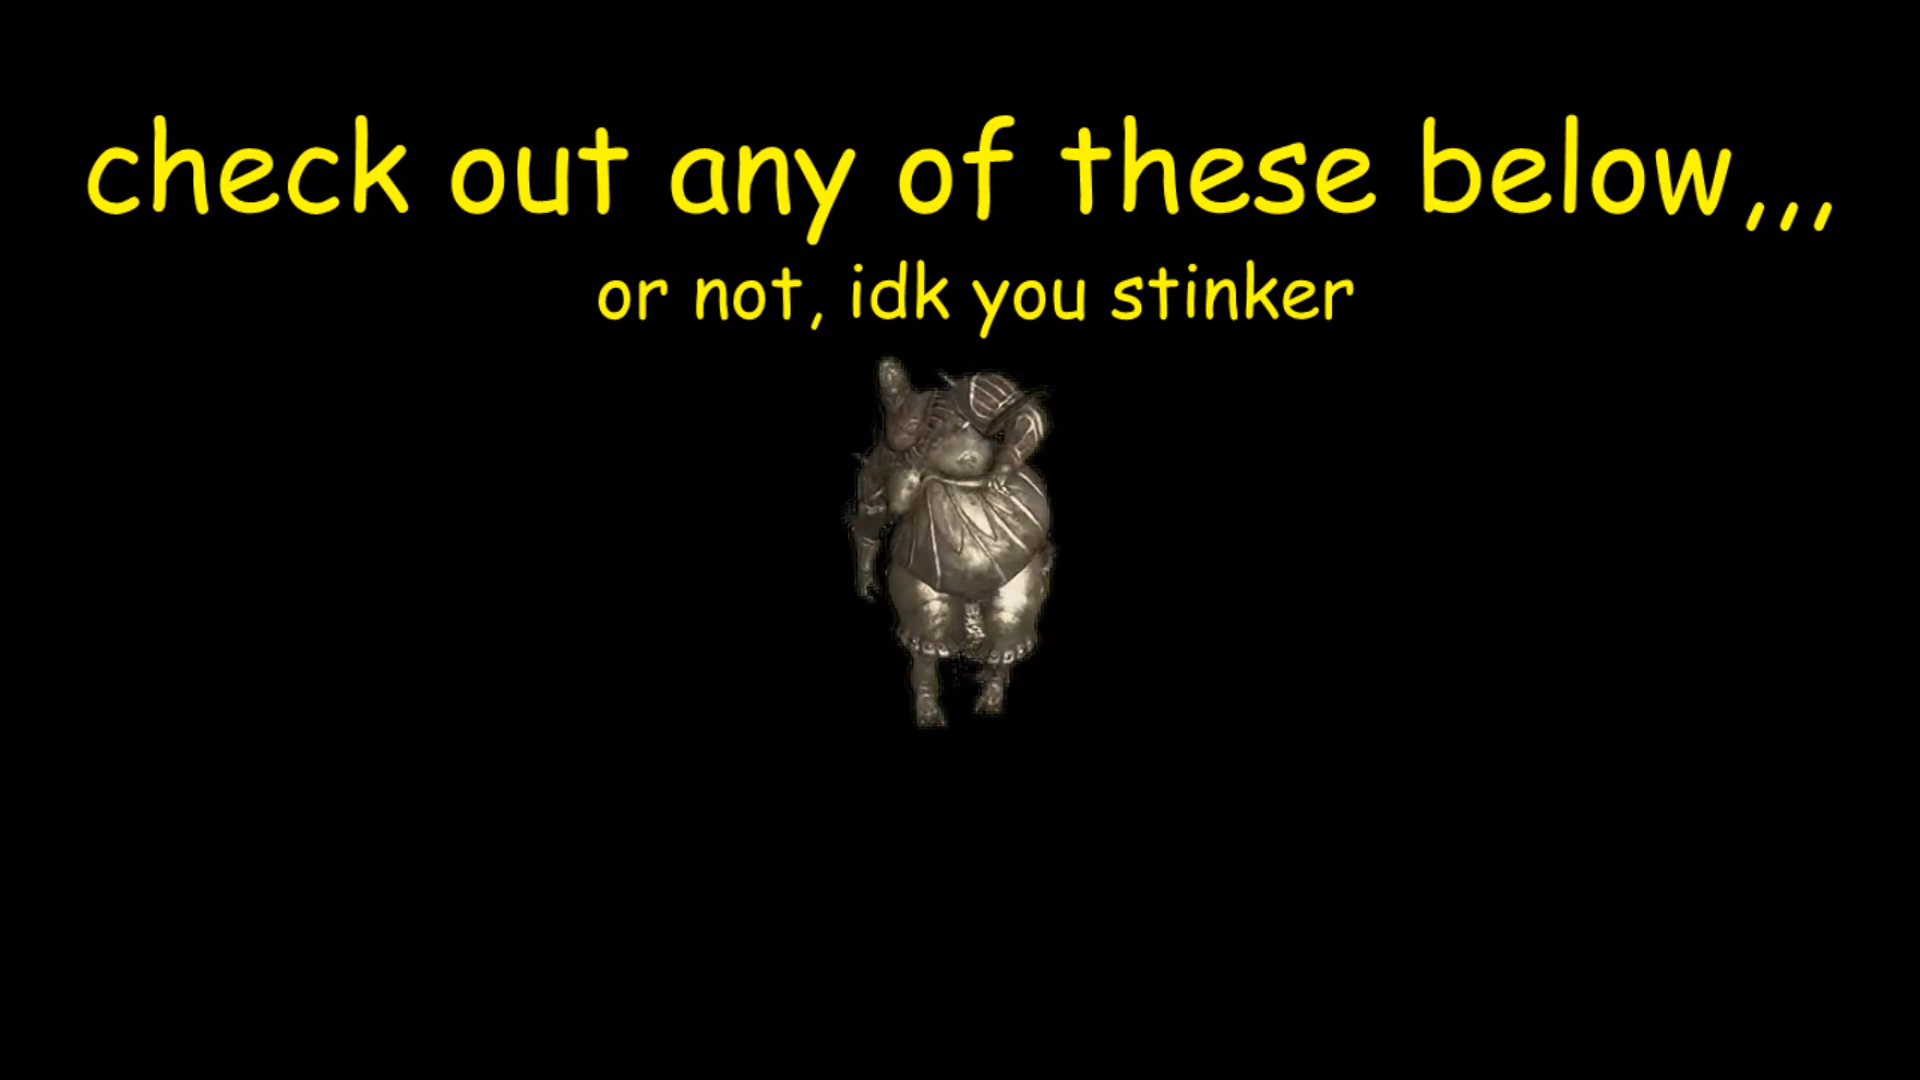 check out any of these below,,,
or not, idk you stinker